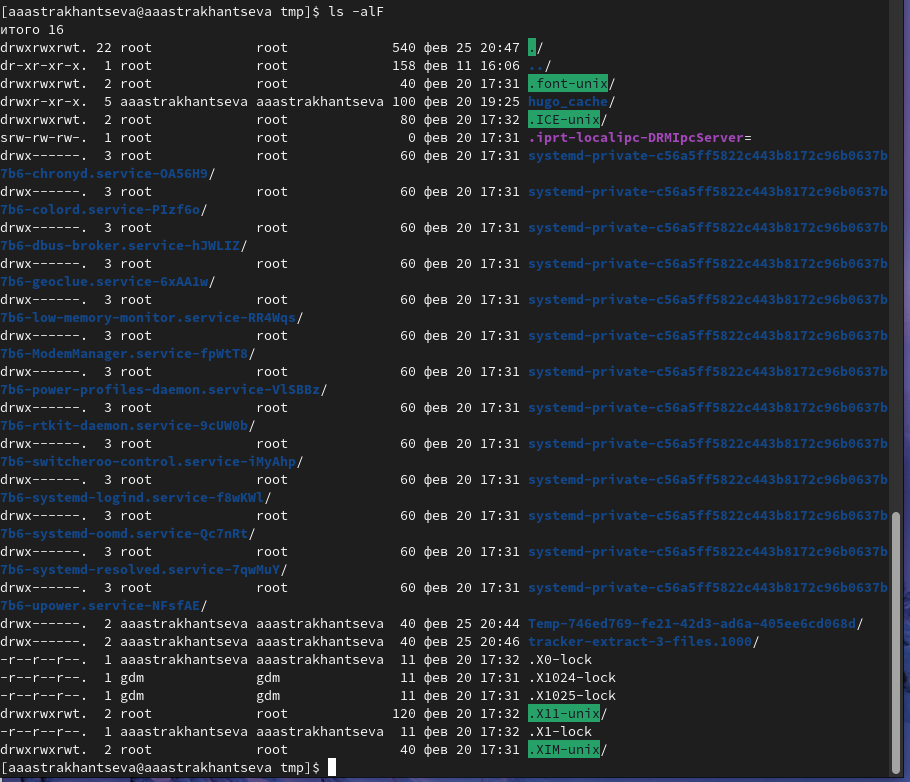 [aaastrakhantseva@aaastrakhantseva tmp]$ ls -alF
итого 16
drwxrwxrwt. 22 root             root             540 фев 25 20:47 ./
dr-xr-xr-x.  1 root             root             158 фев 11 16:06 ../
drwxrwxrwt.  2 root             root              40 фев 20 17:31 .font-unix/
drwxr-xr-x.  5 aaastrakhantseva aaastrakhantseva 100 фев 20 19:25 hugo_cache/
drwxrwxrwt.  2 root             root              80 фев 20 17:32 .ICE-unix/
srw-rw-rw-.  1 root             root               0 фев 20 17:31 .iprt-localipc-DRMIpcServer=
drwx------.  3 root             root              60 фев 20 17:31 systemd-private-c56a5ff5822c443b8172c96b0637b
7b6-chronyd.service-OA56H9/
drwx------.  3 root             root              60 фев 20 17:31 systemd-private-c56a5ff5822c443b8172c96b0637b
7b6-colord.service-PIzf6o/
drwx------.  3 root             root              60 фев 20 17:31 systemd-private-c56a5ff5822c443b8172c96b0637b
7b6-dbus-broker.service-hJWLIZ/
drwx------.  3 root             root              60 фев 20 17:31 systemd-private-c56a5ff5822c443b8172c96b0637b
7b6-geoclue.service-6xAA1w/
drwx------.  3 root             root              60 фев 20 17:31 systemd-private-c56a5ff5822c443b8172c96b0637b
7b6-low-memory-monitor.service-RR4Wqs/
drwx------.  3 root             root              60 фев 20 17:31 systemd-private-c56a5ff5822c443b8172c96b0637b
7b6-ModemManager.service-fpWtT8/
drwx------.  3 root             root              60 фев 20 17:31 systemd-private-c56a5ff5822c443b8172c96b0637b
7b6-power-profiles-daemon.service-VlSBBz/
drwx------.  3 root             root              60 фев 20 17:31 systemd-private-c56a5ff5822c443b8172c96b0637b
7b6-rtkit-daemon.service-9cUW0b/
drwx------.  3 root             root              60 фев 20 17:31 systemd-private-c56a5ff5822c443b8172c96b0637b
7b6-switcheroo-control.service-iMyAhp/
drwx------.  3 root             root              60 фев 20 17:31 systemd-private-c56a5ff5822c443b8172c96b0637b
7b6-systemd-logind.service-f8wKWl/
drwx------.  3 root             root              60 фев 20 17:31 systemd-private-c56a5ff5822c443b8172c96b0637b
7b6-systemd-oomd.service-Qc7nRt/
drwx------.  3 root             root              60 фев 20 17:31 systemd-private-c56a5ff5822c443b8172c96b0637b
7b6-systemd-resolved.service-7qwMuY/
drwx------.  3 root             root              60 фев 20 17:31 systemd-private-c56a5ff5822c443b8172c96b0637b
7b6-upower.service-NFsfAE/
drwx------.  2 aaastrakhantseva aaastrakhantseva  40 фев 25 20:44 Temp-746ed769-fe21-42d3-ad6a-405ee6cd068d/
drwx------.  2 aaastrakhantseva aaastrakhantseva  40 фев 25 20:46 tracker-extract-3-files.1000/
-r--r--r--.  1 aaastrakhantseva aaastrakhantseva  11 фев 20 17:32 .X0-lock
-r--r--r--.  1 gdm              gdm               11 фев 20 17:31 .X1024-lock
-r--r--r--.  1 gdm              gdm               11 фев 20 17:31 .X1025-lock
drwxrwxrwt.  2 root             root             120 фев 20 17:32 .X11-unix/
-r--r--r--.  1 aaastrakhantseva aaastrakhantseva  11 фев 20 17:32 .X1-lock
drwxrwxrwt.  2 root             root              40 фев 20 17:31 .XIM-unix/
[aaastrakhantseva@aaastrakhantseva tmp]$